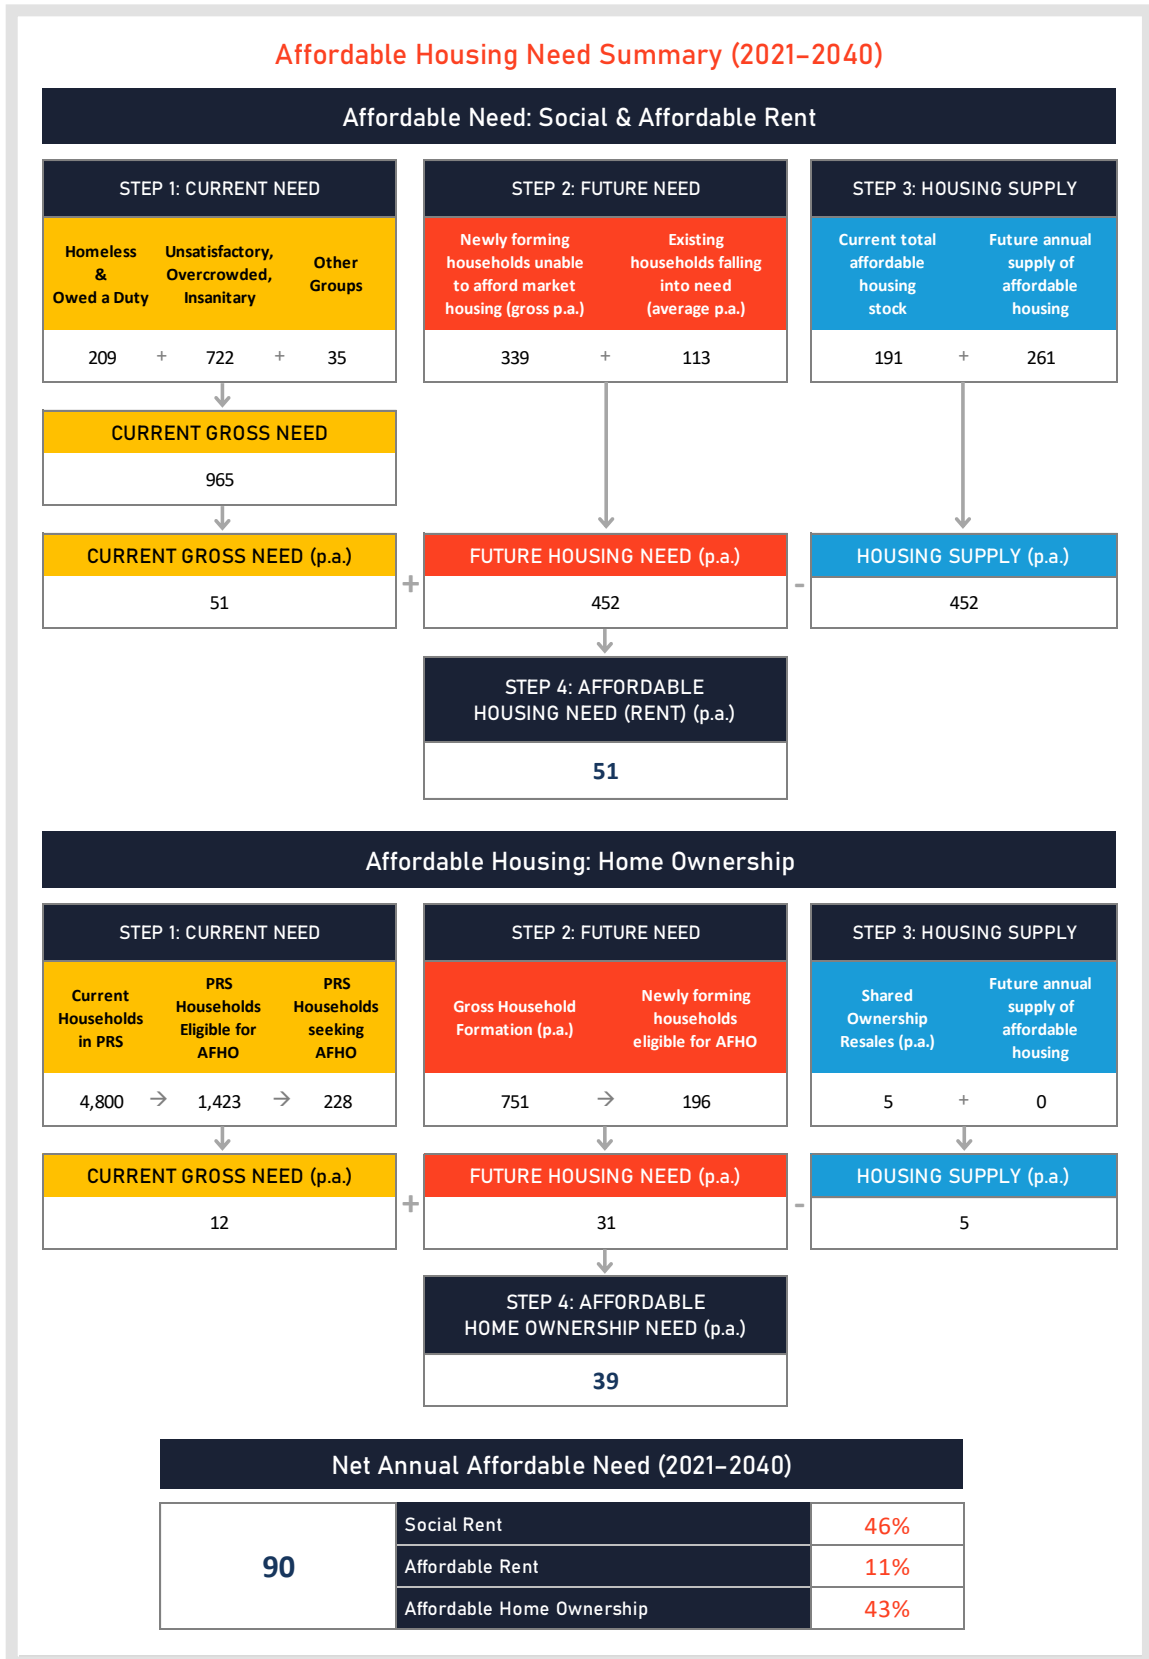 Affordable Housing Need Summary (2021–2040)
Affordable Need: Social & Affordable Rent
STEP 1: CURRENT NEED
Homeless
&
Owed a Duty
Unsatisfactory,
Overcrowded,
Insanitary
Other
Groups
209 + 722 + 35
CURRENT GROSS NEED
965
CURRENT GROSS NEED (p.a.)
51
+
STEP 2: FUTURE NEED
Newly forming
households unable
to afford market
housing (gross p.a.)
Existing
households falling
into need
(average p.a.)
339 + 113
FUTURE HOUSING NEED (p.a.)
452
-
STEP 3: HOUSING SUPPLY
Current total
affordable
housing
stock
Future annual
supply of
affordable
housing
191 + 261
HOUSING SUPPLY (p.a.)
452
STEP 4: AFFORDABLE
HOUSING NEED (RENT) (p.a.)
51
Affordable Housing: Home Ownership
STEP 1: CURRENT NEED
Current
Households
in PRS
PRS
Households
Eligible for
AFHO
PRS
Households
seeking
AFHO
4,800 → 1,423 → 228
CURRENT GROSS NEED (p.a.)
12
+
STEP 2: FUTURE NEED
Gross Household
Formation (p.a.)
Newly forming
households
eligible for AFHO
751 → 196
FUTURE HOUSING NEED (p.a.)
31
-
STEP 3: HOUSING SUPPLY
Shared
Ownership
Resales (p.a.)
Future annual
supply of
affordable
housing
5 + 0
HOUSING SUPPLY (p.a.)
5
STEP 4: AFFORDABLE
HOME OWNERSHIP NEED (p.a.)
39
Net Annual Affordable Need (2021–2040)
90
Social Rent 46%
Affordable Rent 11%
Affordable Home Ownership 43%